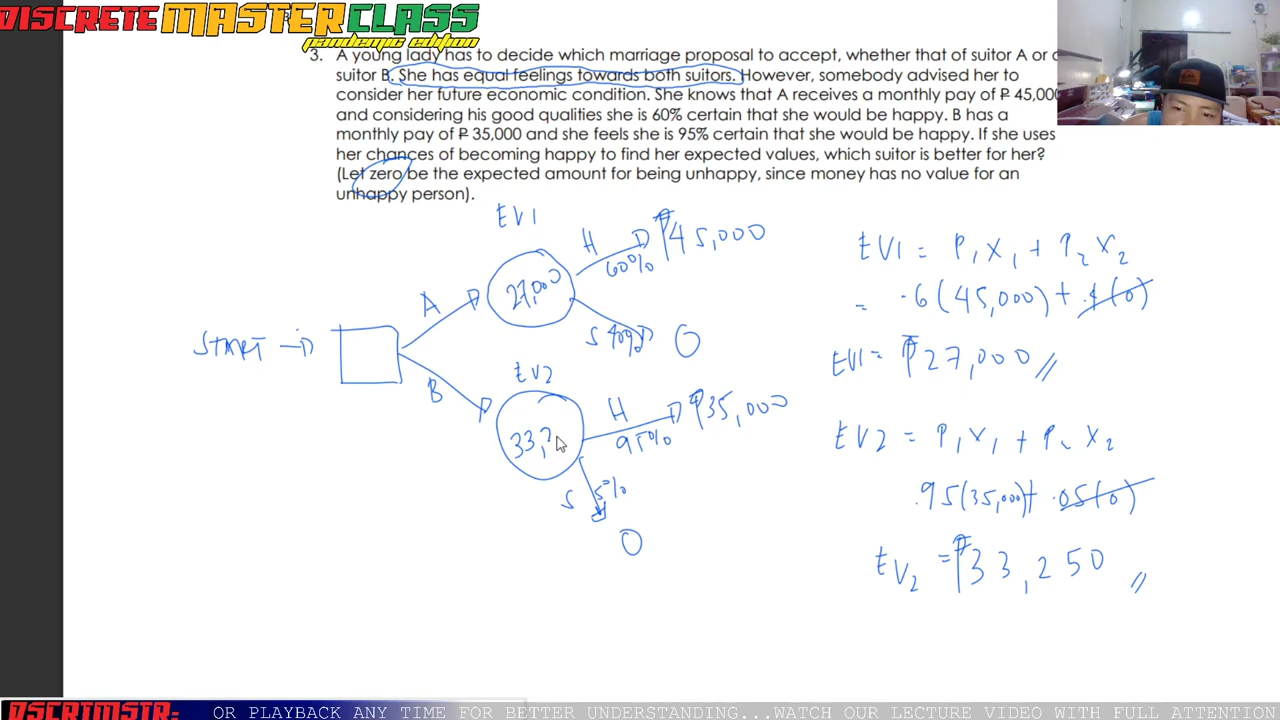 DISCRETE MASTER CLASS
pandemic edition
3. A young lady has to decide which marriage proposal to accept, whether that of suitor A or o
suitor B. She has equal feelings towards both suitors. However, somebody advised her to
consider her future economic condition. She knows that A receives a monthly pay of ₱ 45,000
and considering his good qualities she is 60% certain that she would be happy. B has a
monthly pay of ₱ 35,000 and she feels she is 95% certain that she would be happy. If she uses
her chances of becoming happy to find her expected values, which suitor is better for her?
(Let zero be the expected amount for being unhappy, since money has no value for an
unhappy person).
EV1
H
60%
₱45,000
27,000
A
S 40%
0
START
B
EV2
33,2
H
95%
₱35,000
S
5%
0
EV1 = P₁X₁ + P₂X₂
= .6(45,000) + .4(0)
EV1 = ₱27,000 //
EV2 = P₁X₁ + P₂X₂
.95(35,000)+ .05(0)
EV₂ = ₱33,250 //
DSCRTMSTR:
OR PLAYBACK ANY TIME FOR BETTER UNDERSTANDING...WATCH OUR LECTURE VIDEO WITH FULL ATTENTION